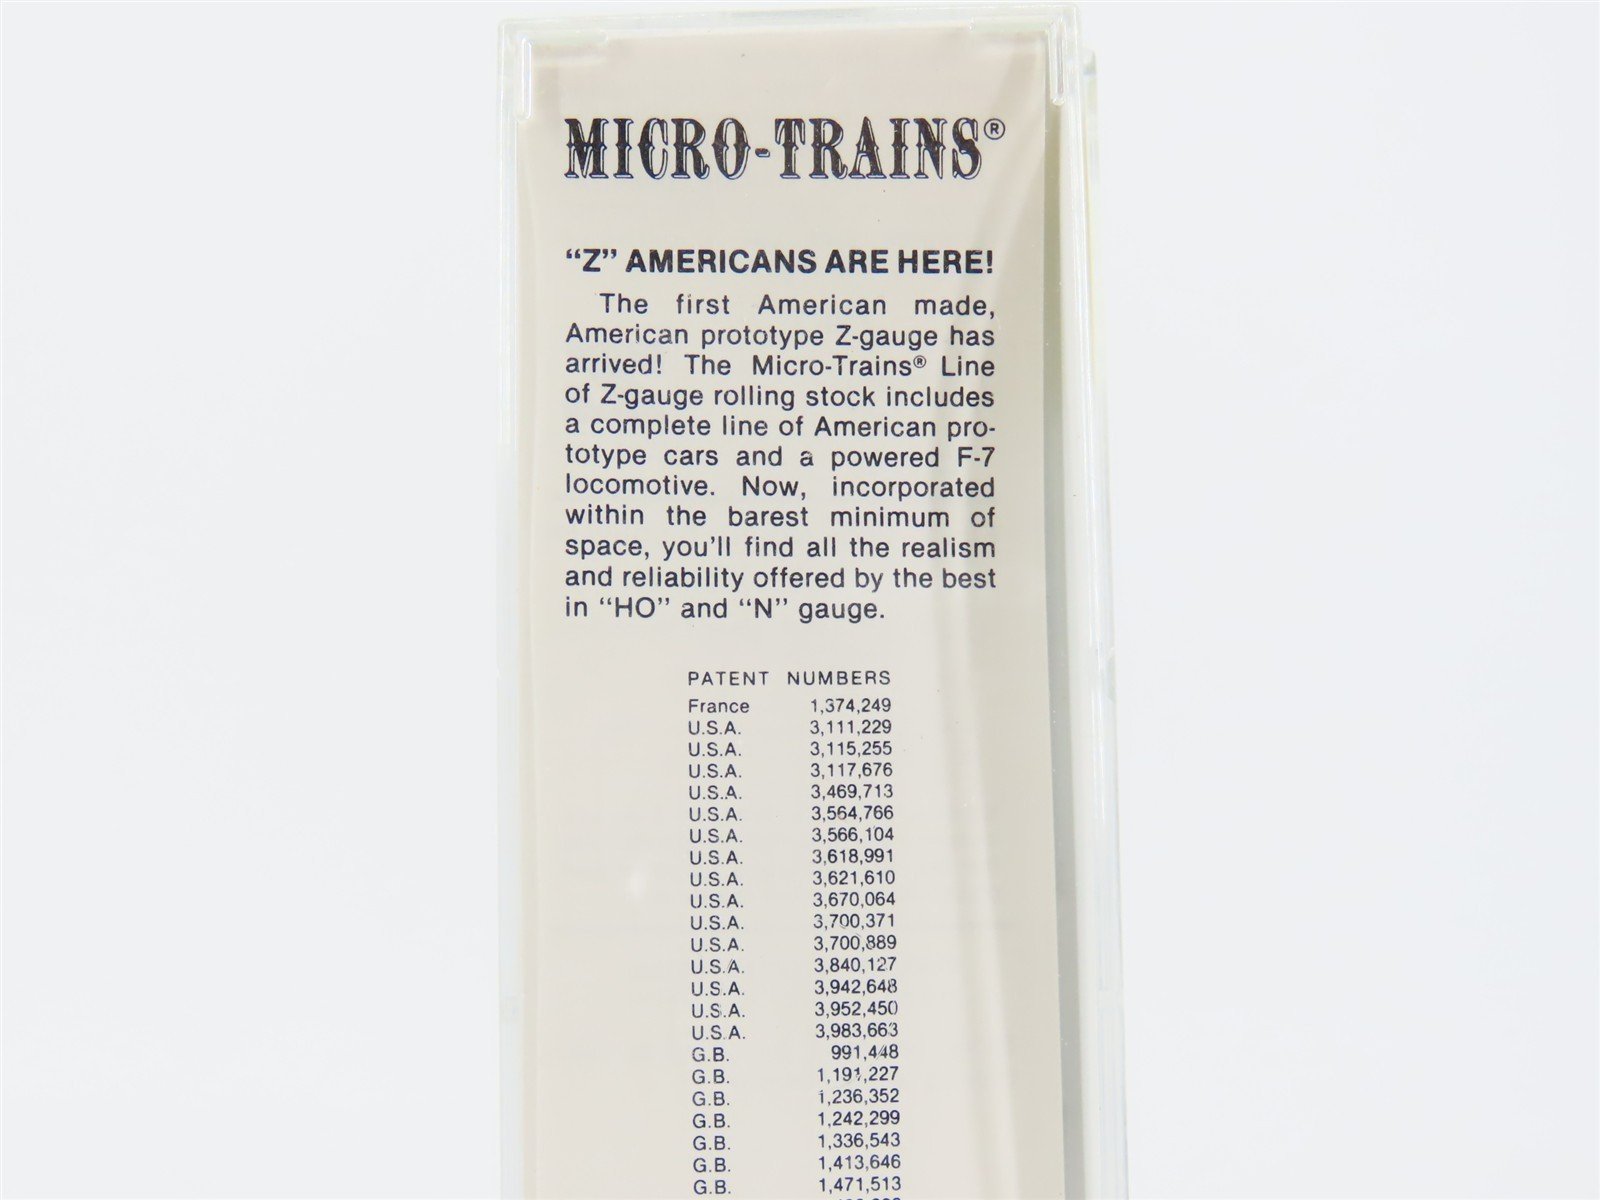 MICRO-TRAINS®
“Z” AMERICANS ARE HERE!
The first American made,
American prototype Z-gauge has
arrived! The Micro-Trains® Line
of Z-gauge rolling stock includes
a complete line of American pro-
totype cars and a powered F-7
locomotive. Now, incorporated
within the barest minimum of
space, you'll find all the realism
and reliability offered by the best
in “HO” and “N” gauge.
PATENT NUMBERS
France 1,374,249
U.S.A. 3,111,229
U.S.A. 3,115,255
U.S.A. 3,117,676
U.S.A. 3,469,713
U.S.A. 3,564,766
U.S.A. 3,566,104
U.S.A. 3,618,991
U.S.A. 3,621,610
U.S.A. 3,670,064
U.S.A. 3,700,371
U.S.A. 3,700,889
U.S.A. 3,840,127
U.S.A. 3,942,648
U.S.A. 3,952,450
U.S.A. 3,983,663
G.B. 991,448
G.B. 1,191,227
G.B. 1,236,352
G.B. 1,242,299
G.B. 1,336,543
G.B. 1,413,646
G.B. 1,471,513